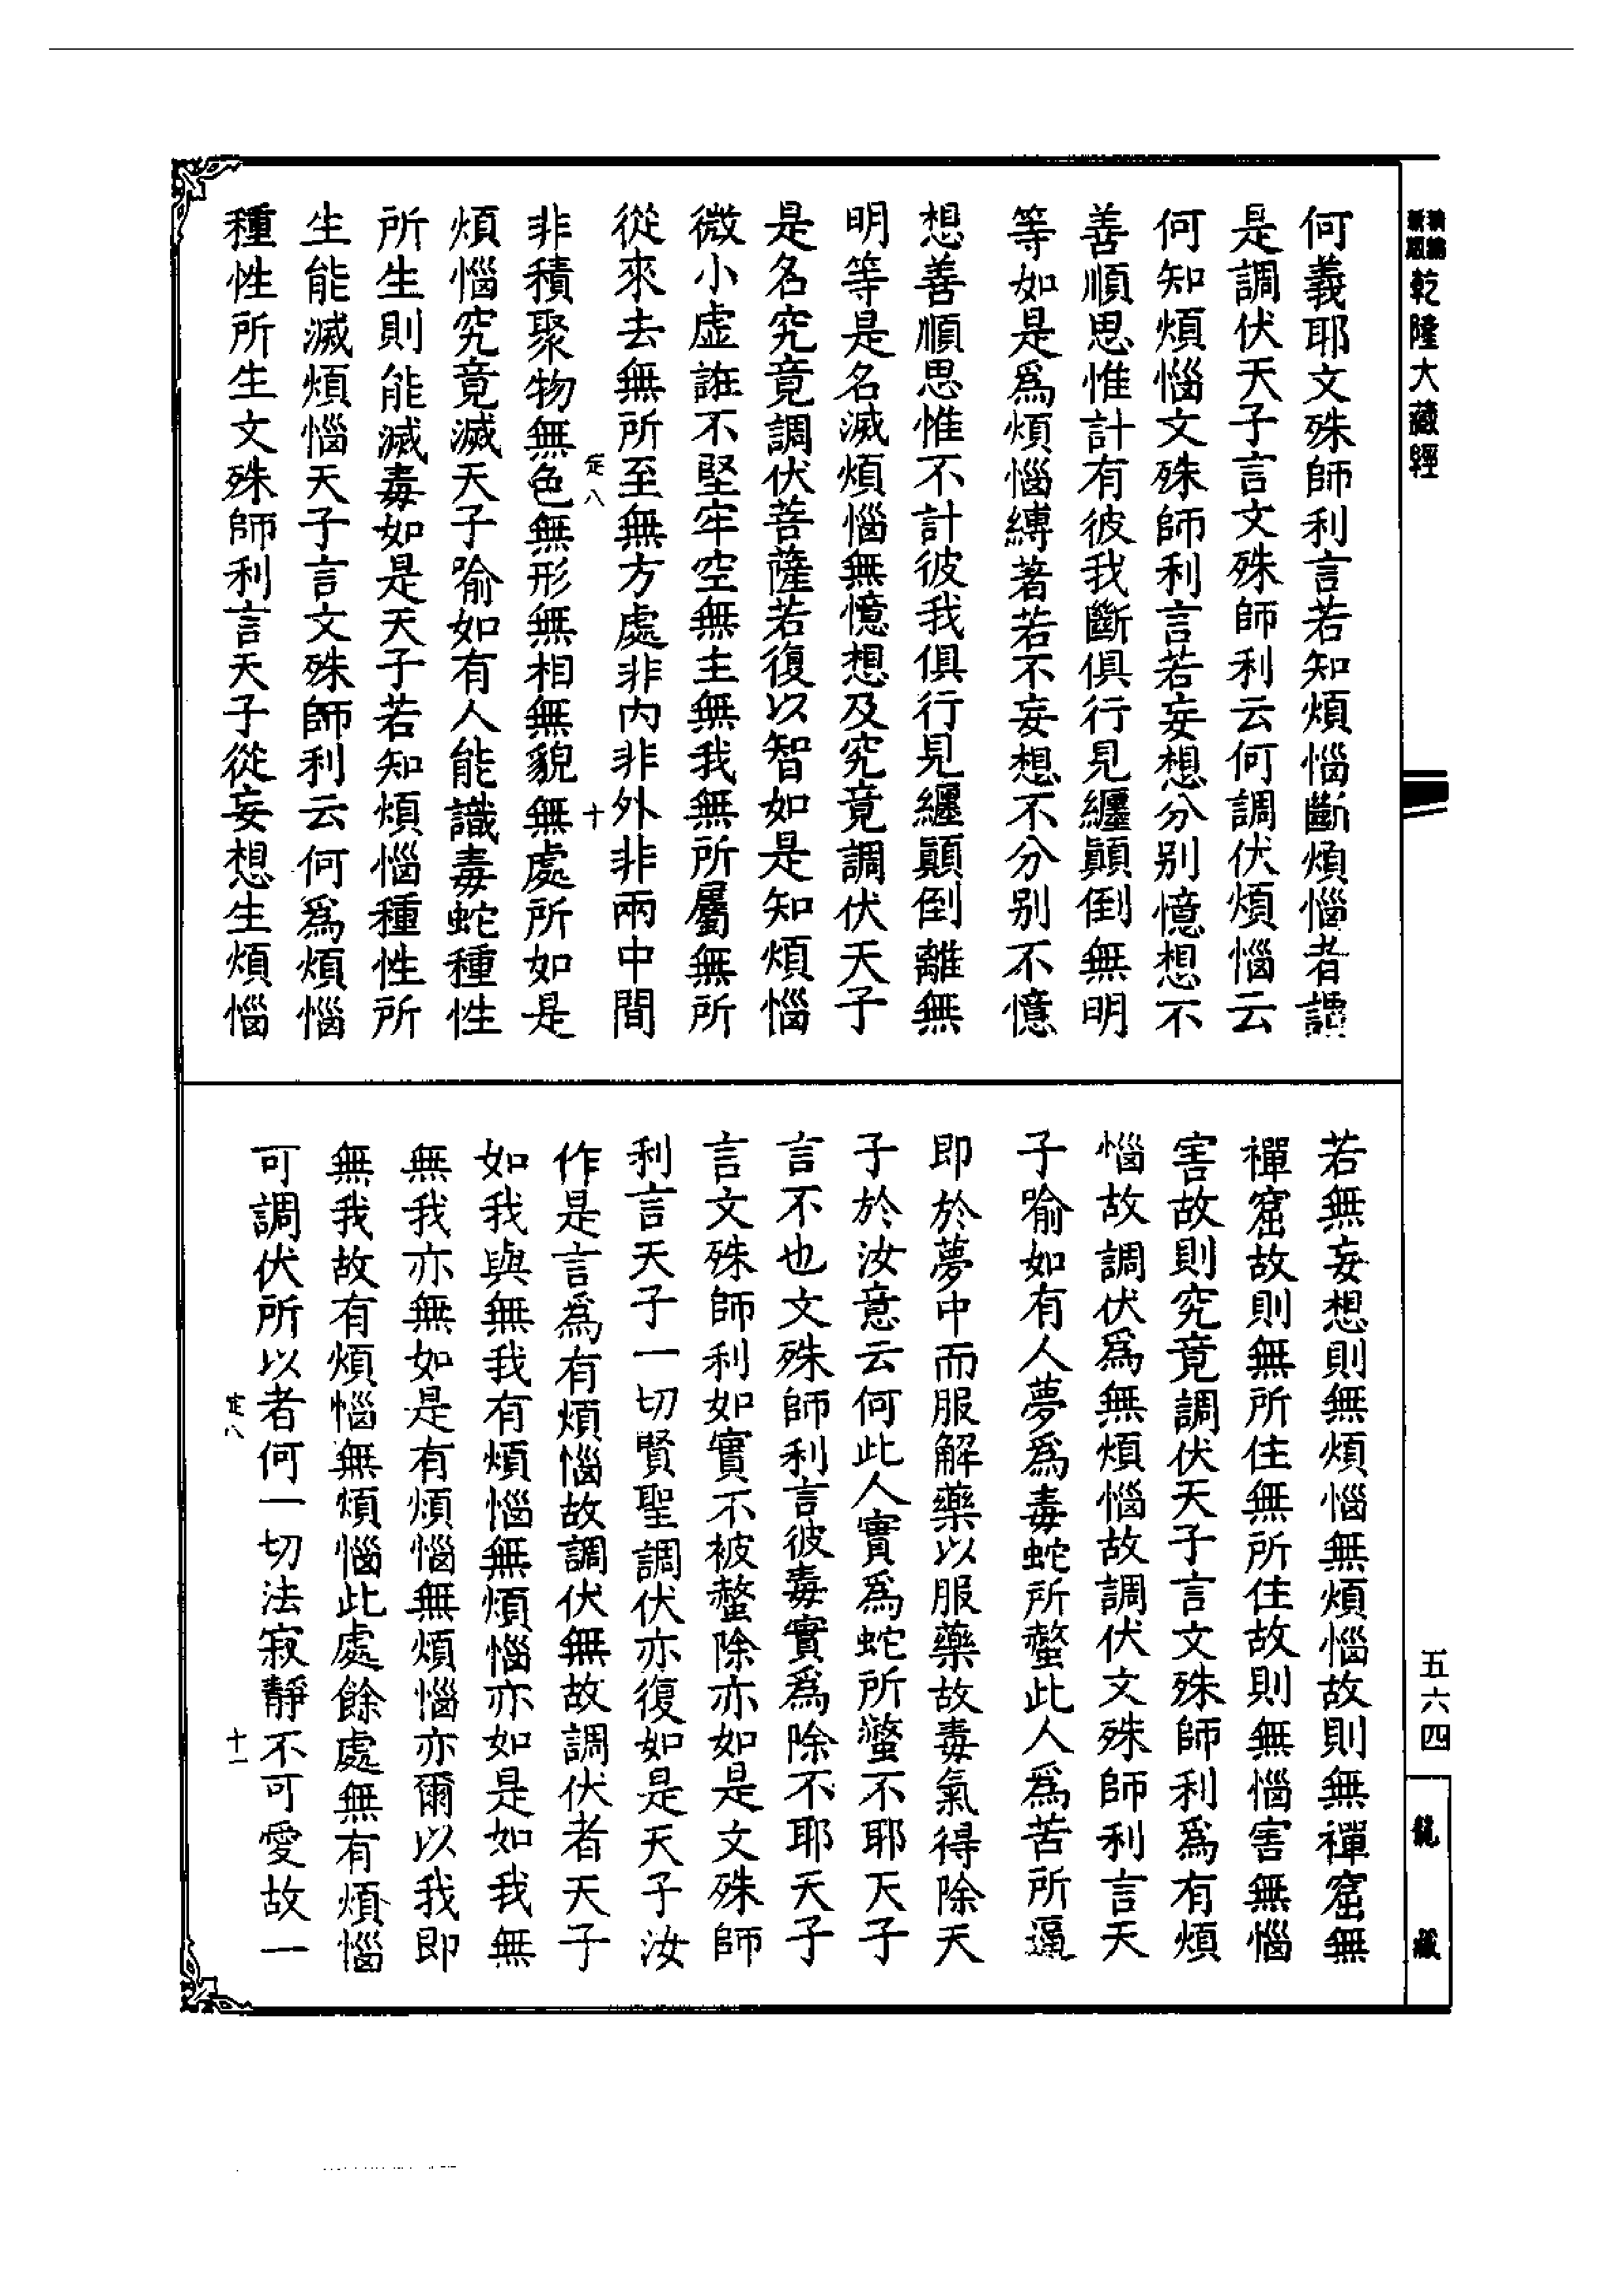 乾隆大藏經
何義耶文殊師利言若知煩惱斷煩惱者謂
是調伏天子言文殊師利云何調伏煩惱云
何知煩惱文殊師利言若妄想分别憶想不
善順思惟計有彼我斷俱行見纏顚倒無明
等如是爲煩惱縛著若不妄想不分别不憶
想善順思惟不計彼我俱行見纏顚倒離無
明等是名滅煩惱無憶想及究竟調伏天子
是名究竟調伏菩薩若復以智如是知煩惱
微小虛誑不堅牢空無主無我無所屬無所
從來去無所至無方處非内非外非兩中間
定八
十
非積聚物無色無形無相無貌無處所如是
煩惱究竟滅天子喻如有人能識毒蛇種性
所生則能滅毒如是天子若知煩惱種性所
生能滅煩惱天子言文殊師利云何爲煩惱
種性所生文殊師利言天子從妄想生煩惱
若無妄想則無煩惱無煩惱故則無襌窟無
襌窟故則無所住無所住故則無惱害無惱
害故則究竟調伏天子言文殊師利爲有煩
惱故調伏爲無煩惱故調伏文殊師利言天
子喻如有人夢爲毒蛇所螫此人爲苦所逼
即於夢中而服解藥以服藥故毒氣得除天
子於汝意云何此人實爲蛇所螫不耶天子
言不也文殊師利言彼毒實爲除不耶天子
言文殊師利如實不被螫除亦如是文殊師
利言天子一切賢聖調伏亦復如是天子汝
作是言爲有煩惱故調伏無故調伏者天子
如我與無我有煩惱無煩惱亦如是如我無
無我亦無如是有煩惱無煩惱亦爾以我即
無我故有煩惱無煩惱此處餘處無有煩惱
可調伏所以者何一切法寂靜不可愛故一
定八
十一
五六四
龍藏